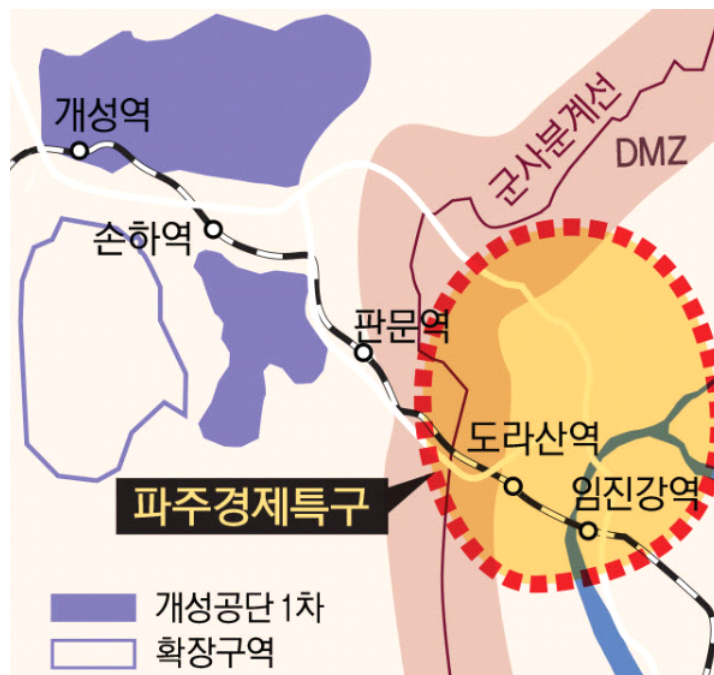 개성역
군사분계선
DMZ
손하역
판문역
도라산역
임진강역
파주경제특구
개성공단 1차
확장구역